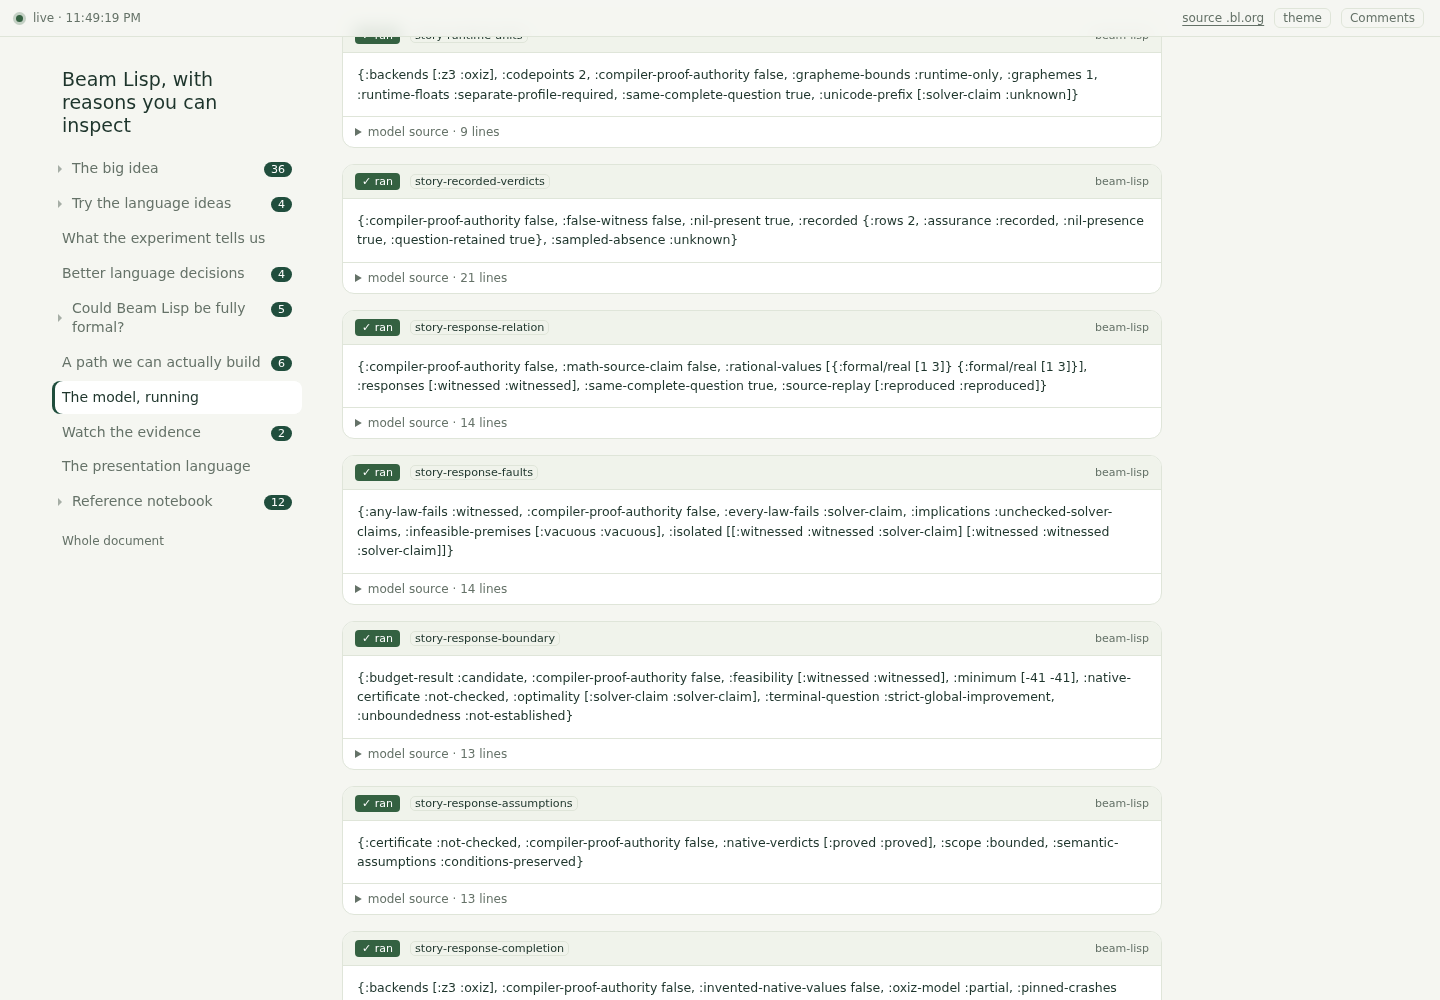 live · 11:49:19 PM
source .bl.org
theme
Comments
Beam Lisp, with
reasons you can
inspect
The big idea 36
Try the language ideas 4
What the experiment tells us
Better language decisions 4
Could Beam Lisp be fully 5
formal?
A path we can actually build 6
The model, running
Watch the evidence 2
The presentation language
Reference notebook 12
Whole document
✓ ran story-runtime-units beam-lisp
{:backends [:z3 :oxiz], :codepoints 2, :compiler-proof-authority false, :grapheme-bounds :runtime-only, :graphemes 1,
:runtime-floats :separate-profile-required, :same-complete-question true, :unicode-prefix [:solver-claim :unknown]}
model source · 9 lines
✓ ran story-recorded-verdicts beam-lisp
{:compiler-proof-authority false, :false-witness false, :nil-present true, :recorded {:rows 2, :assurance :recorded, :nil-presence
true, :question-retained true}, :sampled-absence :unknown}
model source · 21 lines
✓ ran story-response-relation beam-lisp
{:compiler-proof-authority false, :math-source-claim false, :rational-values [{:formal/real [1 3]} {:formal/real [1 3]}],
:responses [:witnessed :witnessed], :same-complete-question true, :source-replay [:reproduced :reproduced]}
model source · 14 lines
✓ ran story-response-faults beam-lisp
{:any-law-fails :witnessed, :compiler-proof-authority false, :every-law-fails :solver-claim, :implications :unchecked-solver-
claims, :infeasible-premises [:vacuous :vacuous], :isolated [[:witnessed :witnessed :solver-claim] [:witnessed :witnessed
:solver-claim]]}
model source · 14 lines
✓ ran story-response-boundary beam-lisp
{:budget-result :candidate, :compiler-proof-authority false, :feasibility [:witnessed :witnessed], :minimum [-41 -41], :native-
certificate :not-checked, :optimality [:solver-claim :solver-claim], :terminal-question :strict-global-improvement,
:unboundedness :not-established}
model source · 13 lines
✓ ran story-response-assumptions beam-lisp
{:certificate :not-checked, :compiler-proof-authority false, :native-verdicts [:proved :proved], :scope :bounded, :semantic-
assumptions :conditions-preserved}
model source · 13 lines
✓ ran story-response-completion beam-lisp
{:backends [:z3 :oxiz], :compiler-proof-authority false, :invented-native-values false, :oxiz-model :partial, :pinned-crashes